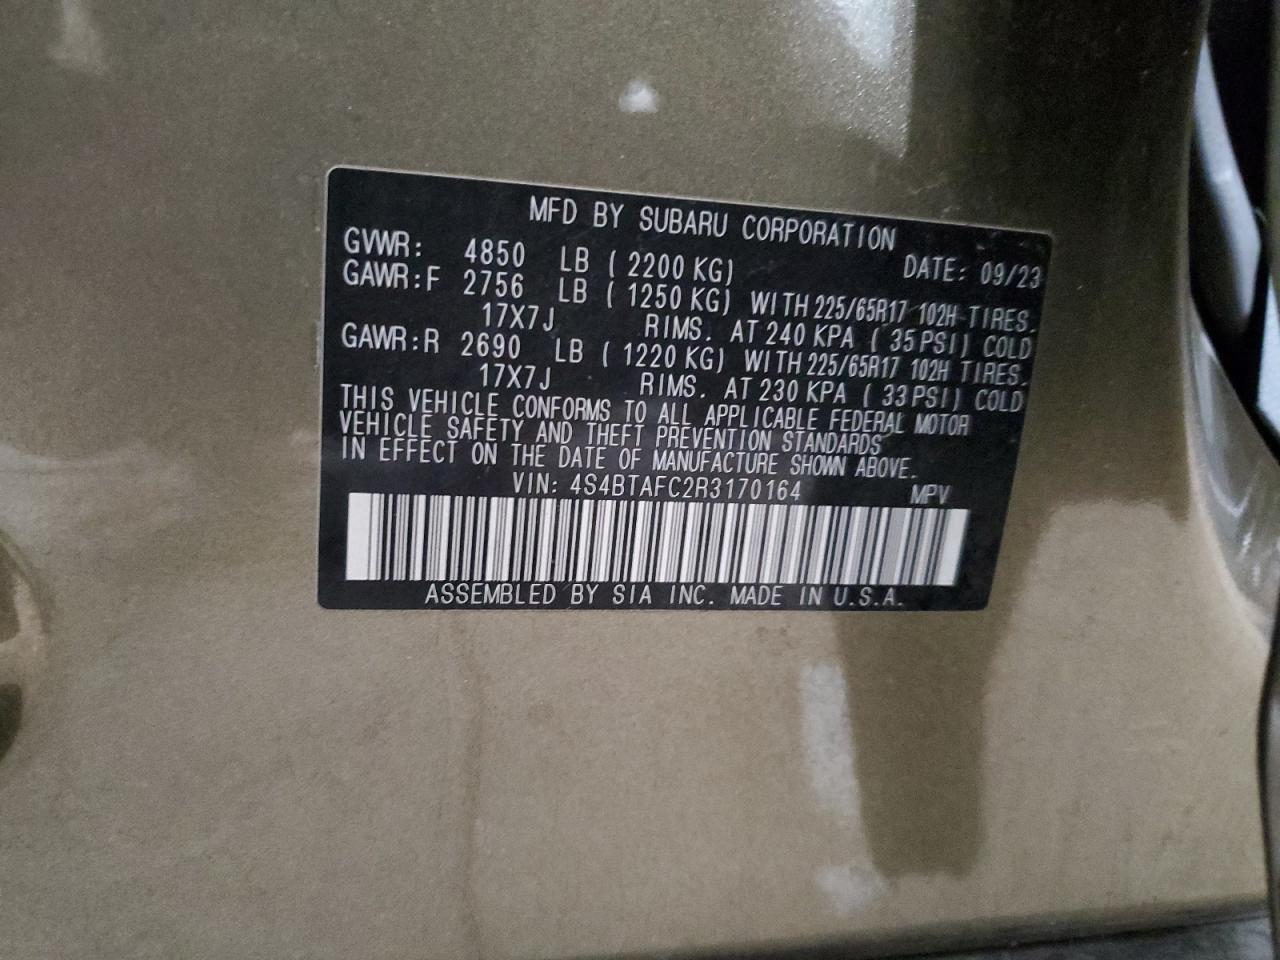 MFD BY SUBARU CORPORATION
GVWR: 4850 LB ( 2200 KG) DATE: 09/23
GAWR:F 2756 LB ( 1250 KG) WITH 225/65R17 102H TIRES.
17X7J RIMS. AT 240 KPA ( 35 PSI) COLD
GAWR:R 2690 LB ( 1220 KG) WITH 225/65R17 102H TIRES.
17X7J RIMS. AT 230 KPA ( 33 PSI) COLD
THIS VEHICLE CONFORMS TO ALL APPLICABLE FEDERAL MOTOR
VEHICLE SAFETY AND THEFT PREVENTION STANDARDS
IN EFFECT ON THE DATE OF MANUFACTURE SHOWN ABOVE.
VIN: 4S4BTAFC2R3170164 MPV
ASSEMBLED BY SIA INC. MADE IN U.S.A.